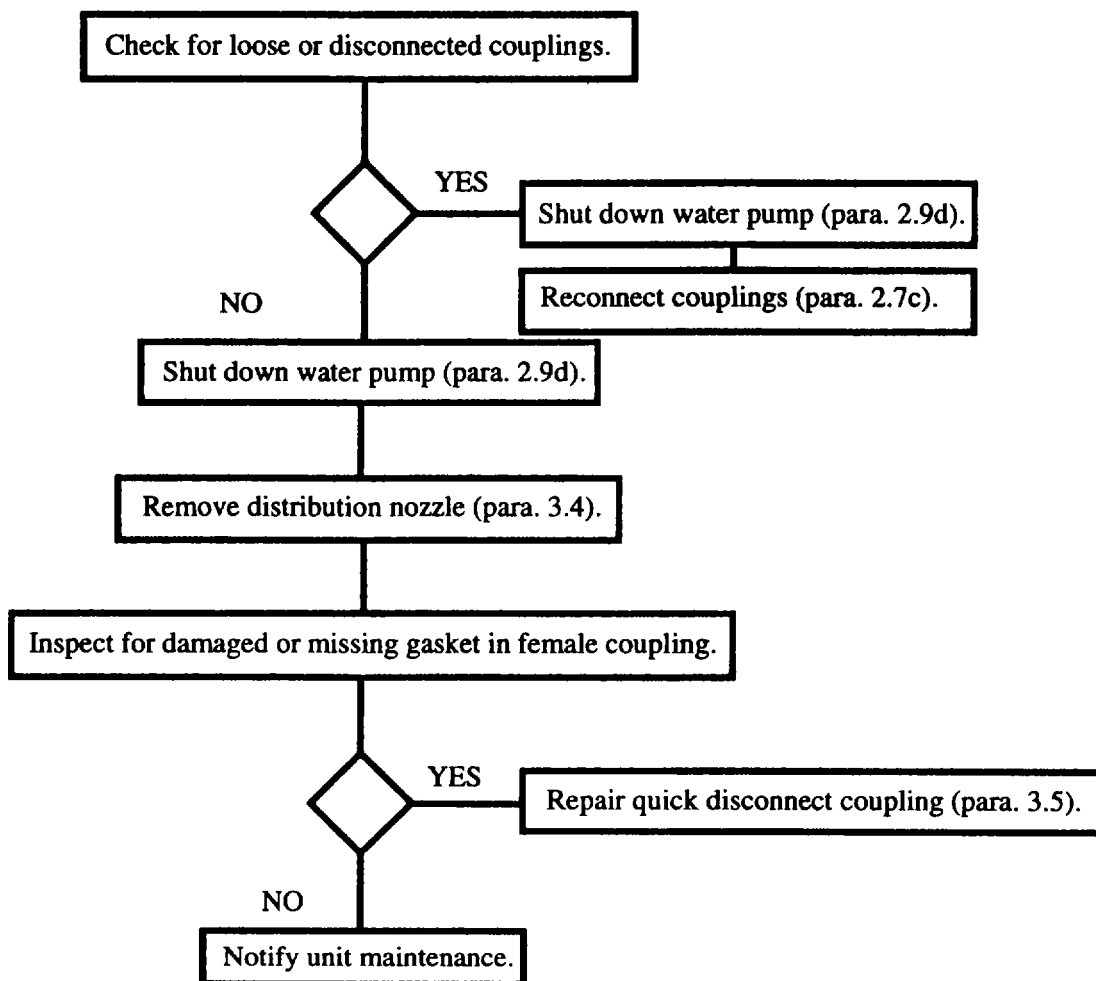 Check for loose or disconnected couplings.
YES
Shut down water pump (para. 2.9d).
Reconnect couplings (para. 2.7c).
NO
Shut down water pump (para. 2.9d).
Remove distribution nozzle (para. 3.4).
Inspect for damaged or missing gasket in female coupling.
YES
Repair quick disconnect coupling (para. 3.5).
NO
Notify unit maintenance.